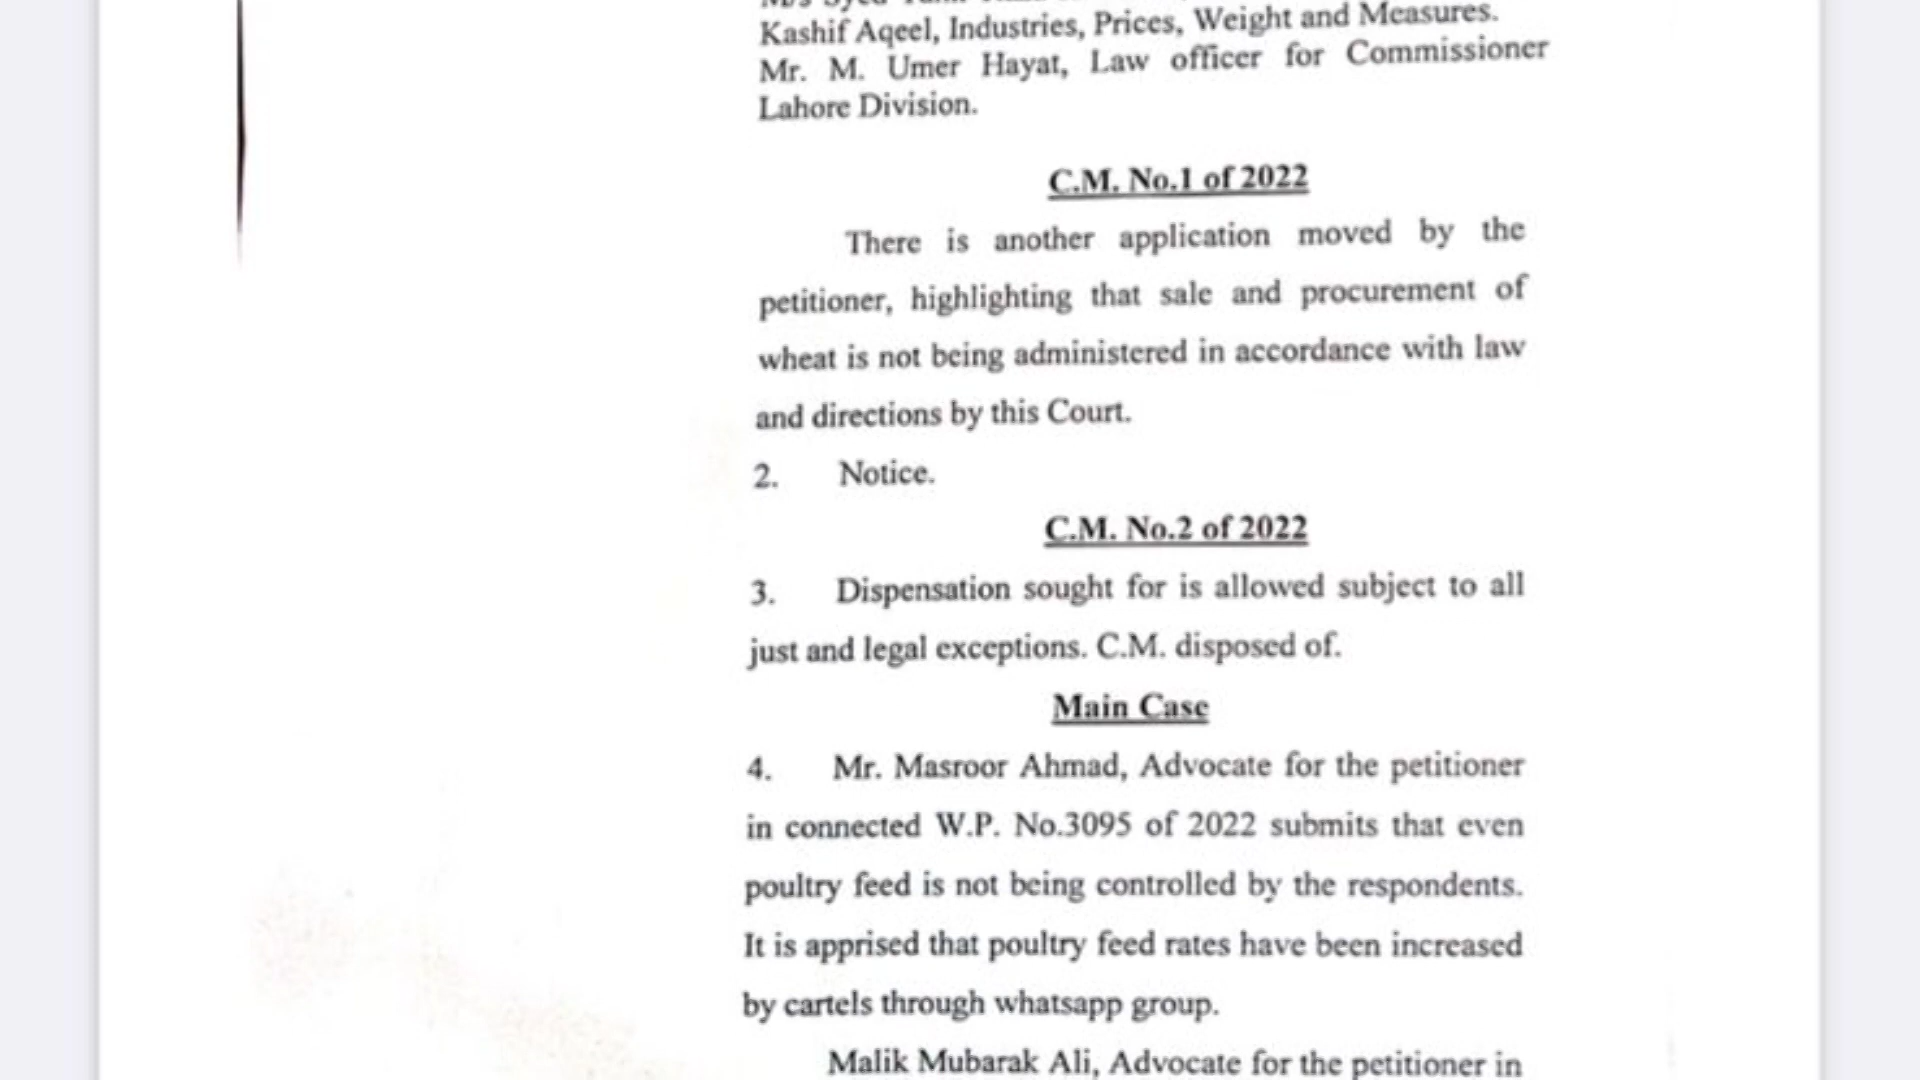 Kashif Aqeel, Industries, Prices, Weight and Measures.
Mr. M. Umer Hayat, Law officer for Commissioner
Lahore Division.
C.M. No.1 of 2022
There is another application moved by the
petitioner, highlighting that sale and procurement of
wheat is not being administered in accordance with law
and directions by this Court.
2. Notice.
C.M. No.2 of 2022
3. Dispensation sought for is allowed subject to all
just and legal exceptions. C.M. disposed of.
Main Case
4. Mr. Masroor Ahmad, Advocate for the petitioner
in connected W.P. No.3095 of 2022 submits that even
poultry feed is not being controlled by the respondents.
It is apprised that poultry feed rates have been increased
by cartels through whatsapp group.
Malik Mubarak Ali, Advocate for the petitioner in